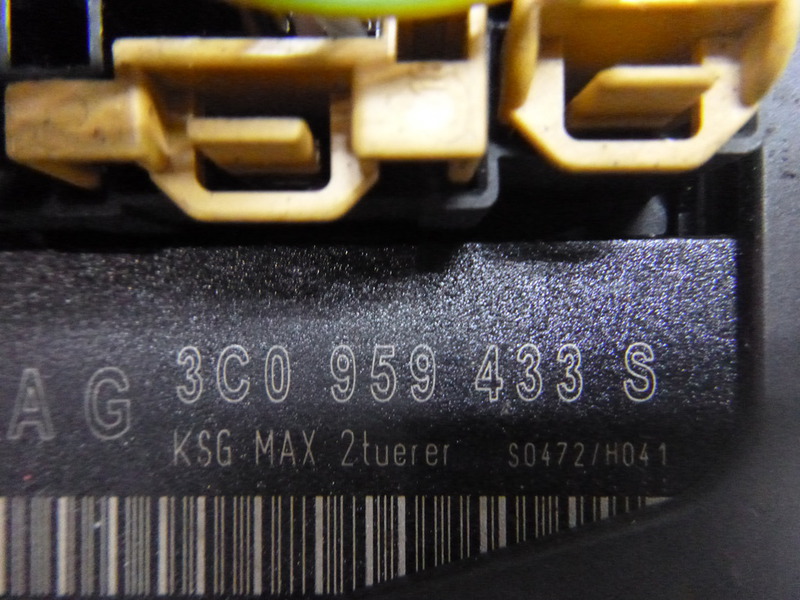 AG 3C0 959 433 S
KSG MAX 2tuerer S0472/H041